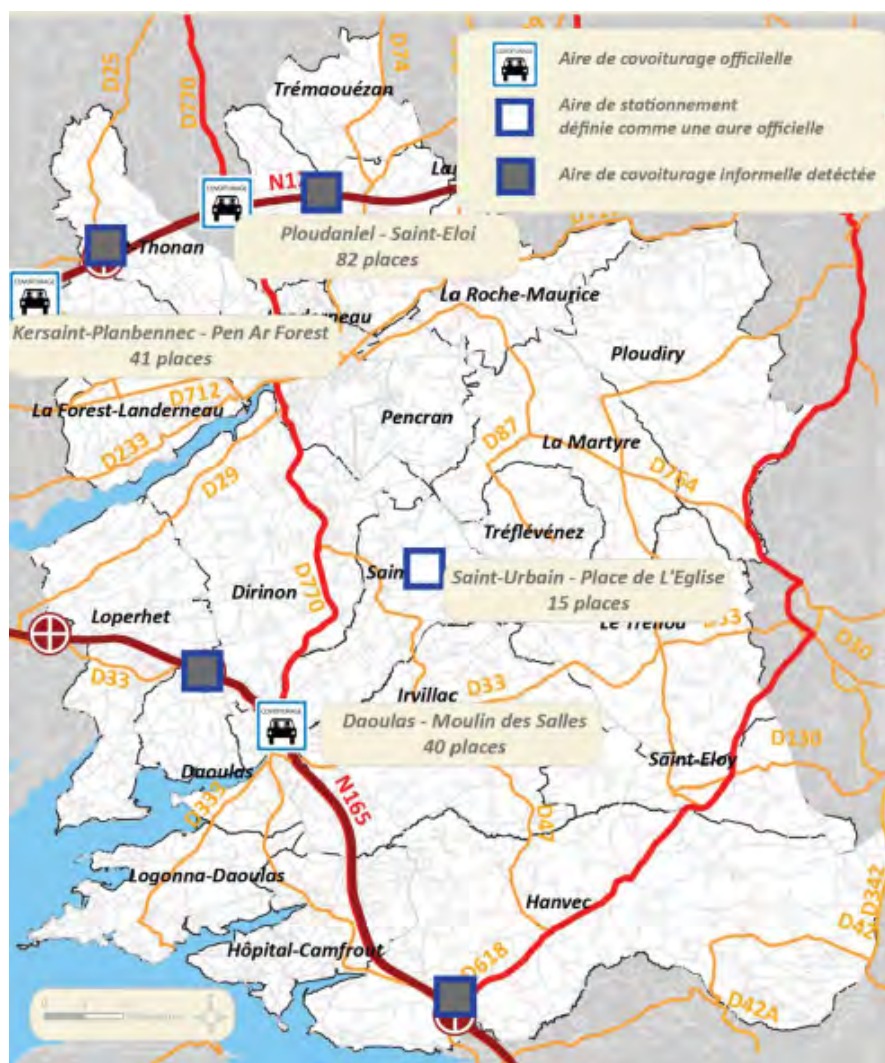 D25
D770
D74
Trémaouézan
Aire de covoiturage officilelle
Aire de stationnement
définie comme une aure officielle
Aire de covoiturage informelle detéctée
COVOITURAGE
N12
Thonan
Ploudaniel - Saint-Eloi
82 places
COVOITURAGE
La Roche-Maurice
Kersaint-Planbennec - Pen Ar Forest
41 places
Ploudiry
D712
La Forest-Landerneau
Pencran
D233
D87
La Martyre
D29
D764
Tréflévénez
D770
Dirinon
Saint-Urbain - Place de L'Eglise
15 places
Loperhet
D33
D30
D33
Irvillac
D33
COVOITURAGE
Daoulas - Moulin des Salles
40 places
D130
Saint-Eloy
Daoulas
D333
N165
D47
Logonna-Daoulas
Hanvec
D342
D42
Hôpital-Camfrout
D618
D42A